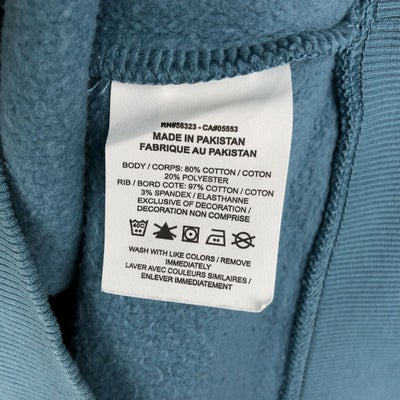 RN#58323 - CA#05553
MADE IN PAKISTAN
FABRIQUE AU PAKISTAN
BODY / CORPS: 80% COTTON / COTON
20% POLYESTER
RIB / BORD COTE: 97% COTTON / COTON
3% SPANDEX / ELASTHANNE
EXCLUSIVE OF DECORATION /
DECORATION NON COMPRISE
WASH WITH LIKE COLORS / REMOVE
IMMEDIATELY
LAVER AVEC COULEURS SIMILAIRES /
ENLEVER IMMEDIATEMENT